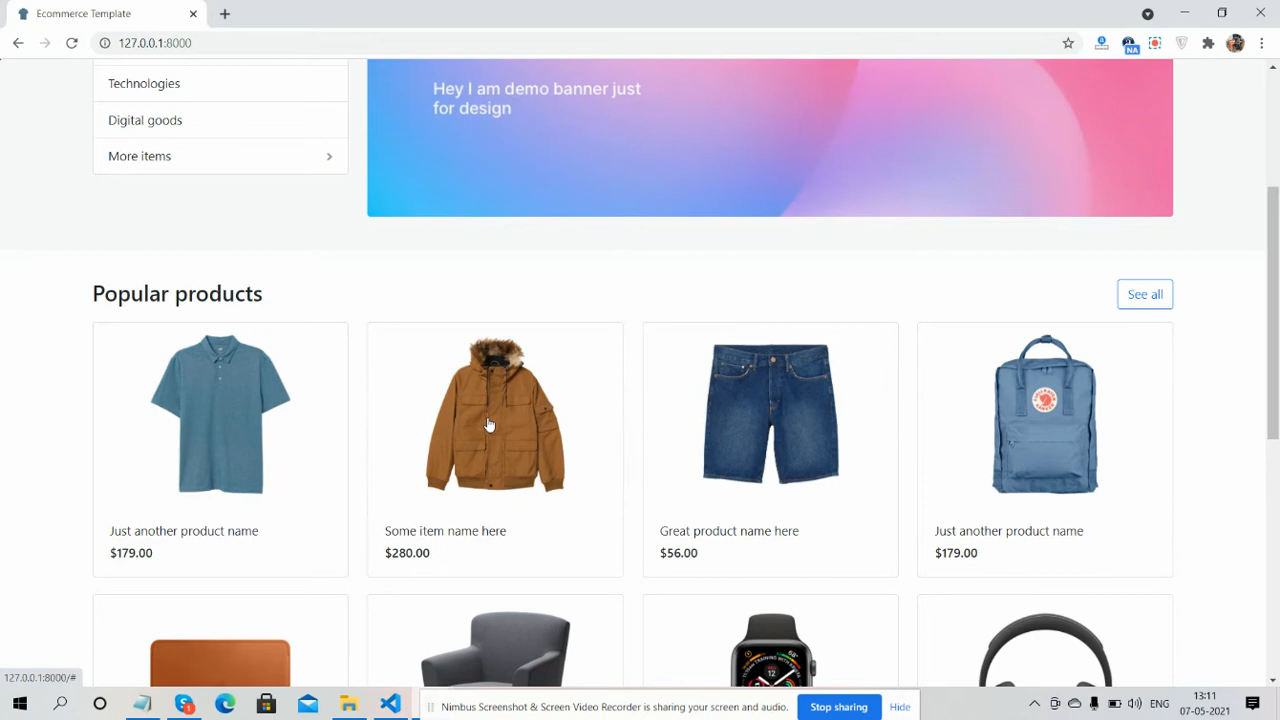 Ecommerce Template
127.0.0.1:8000
NA
Technologies
Digital goods
More items
Hey I am demo banner just
for design
Popular products
See all
Just another product name
$179.00
Some item name here
$280.00
Great product name here
$56.00
Just another product name
$179.00
127.0.0.1:8000/#
Nimbus Screenshot & Screen Video Recorder is sharing your screen and audio.
Stop sharing
Hide
ENG
13:11
07-05-2021